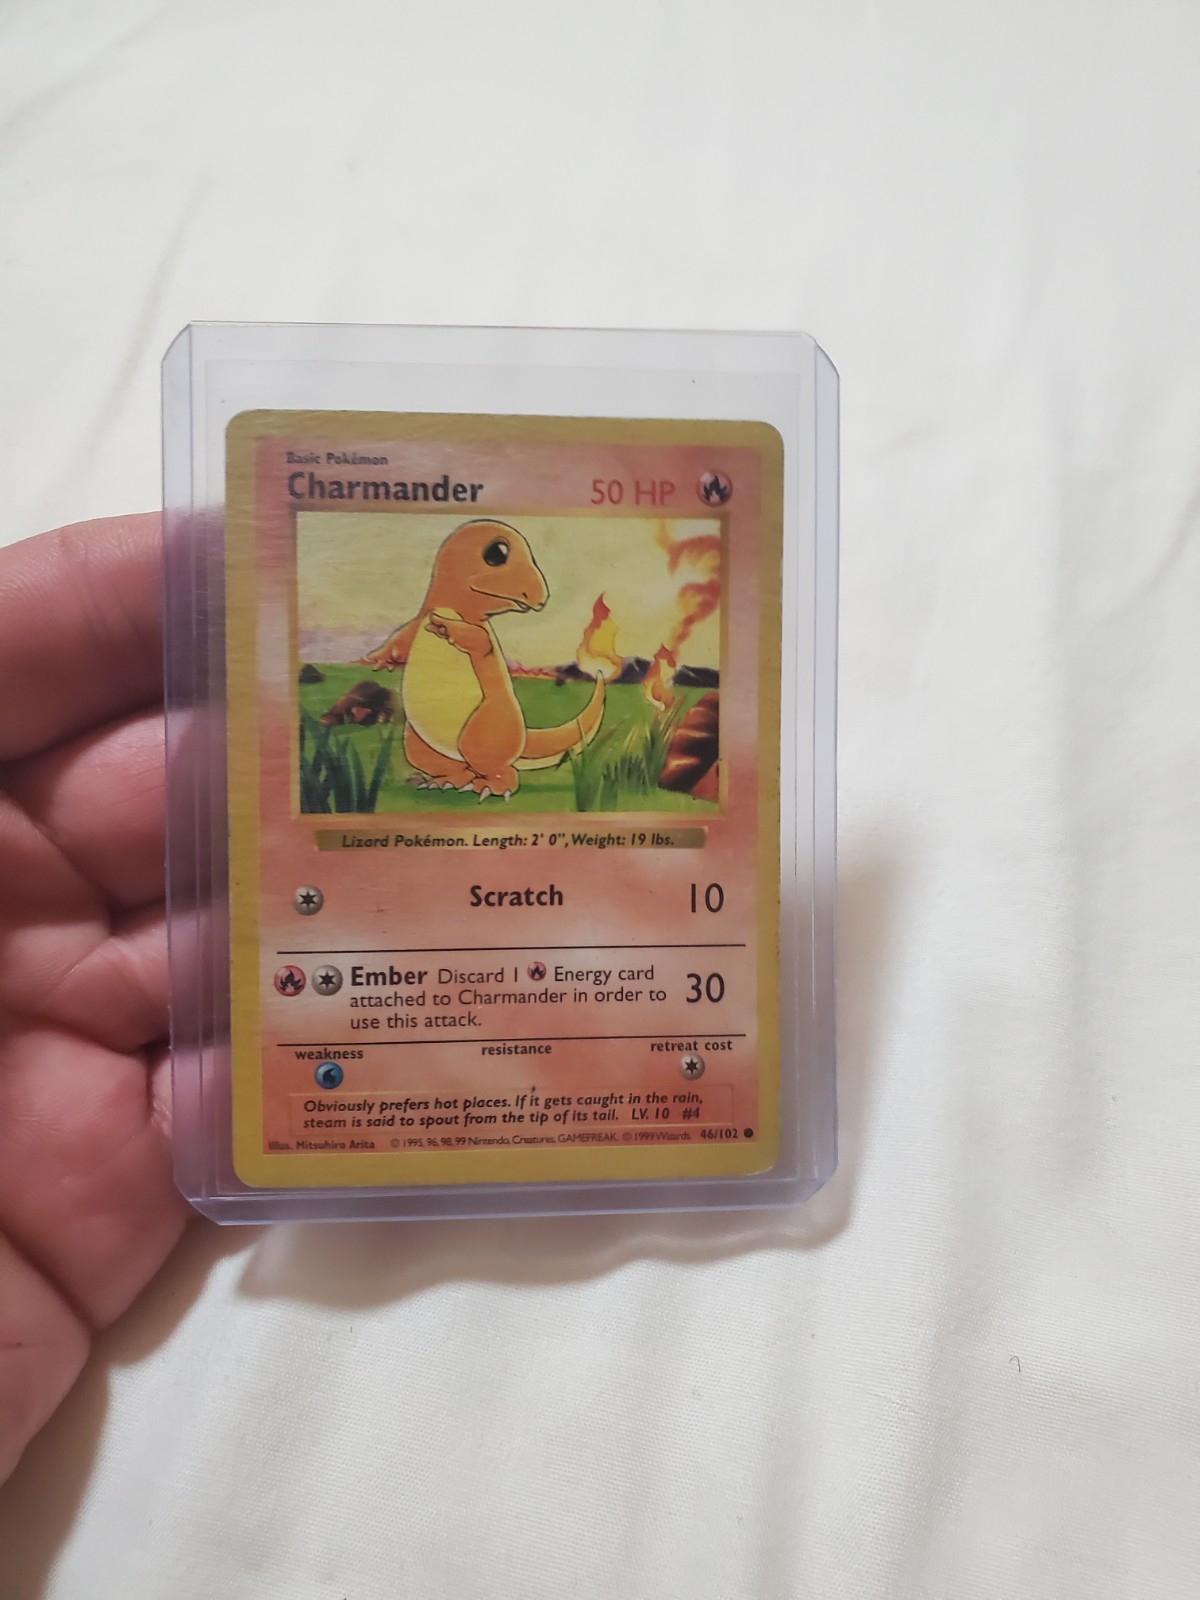 Basic Pokémon
Charmander 50 HP
Lizard Pokémon. Length: 2' 0", Weight: 19 lbs.
Scratch 10
Ember Discard 1 Energy card 30
attached to Charmander in order to
use this attack.
weakness resistance retreat cost
Obviously prefers hot places. If it gets caught in the rain,
steam is said to spout from the tip of its tail. LV. 10 #4
Illus. Mitsuhiro Arita © 1995, 96, 98, 99 Nintendo, Creatures, GAMEFREAK. © 1999 Wizards. 46/102